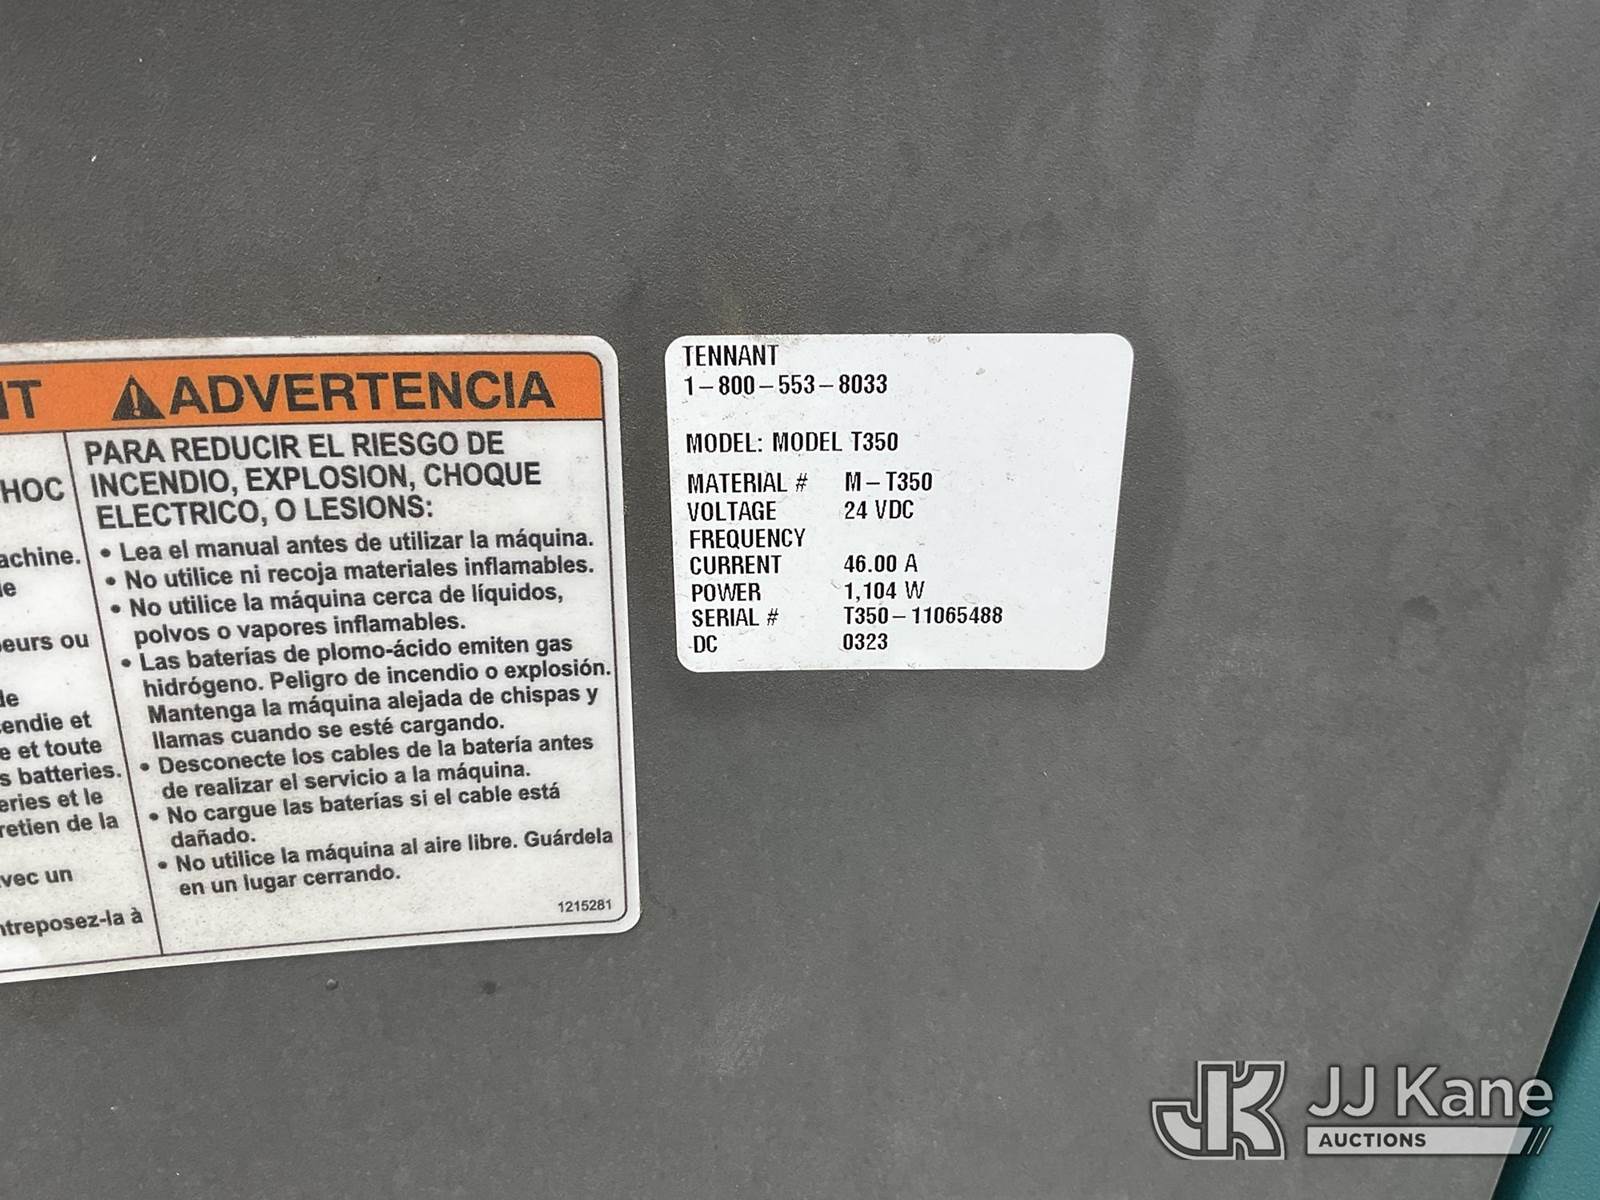 NT
HOC
achine.
le
eurs ou
de
endie et
e et toute
s batteries.
eries et le
retien de la
vec un
ntreposez-la à
ADVERTENCIA
PARA REDUCIR EL RIESGO DE
INCENDIO, EXPLOSION, CHOQUE
ELECTRICO, O LESIONS:
• Lea el manual antes de utilizar la máquina.
• No utilice ni recoja materiales inflamables.
• No utilice la máquina cerca de líquidos,
polvos o vapores inflamables.
• Las baterías de plomo-ácido emiten gas
hidrógeno. Peligro de incendio o explosión.
Mantenga la máquina alejada de chispas y
llamas cuando se esté cargando.
• Desconecte los cables de la batería antes
de realizar el servicio a la máquina.
• No cargue las baterías si el cable está
dañado.
• No utilice la máquina al aire libre. Guárdela
en un lugar cerrando.
1215281
TENNANT
1-800-553-8033
MODEL: MODEL T350
MATERIAL # M-T350
VOLTAGE 24 VDC
FREQUENCY
CURRENT 46.00 A
POWER 1,104 W
SERIAL # T350-11065488
DC 0323
JK JJ Kane
AUCTIONS